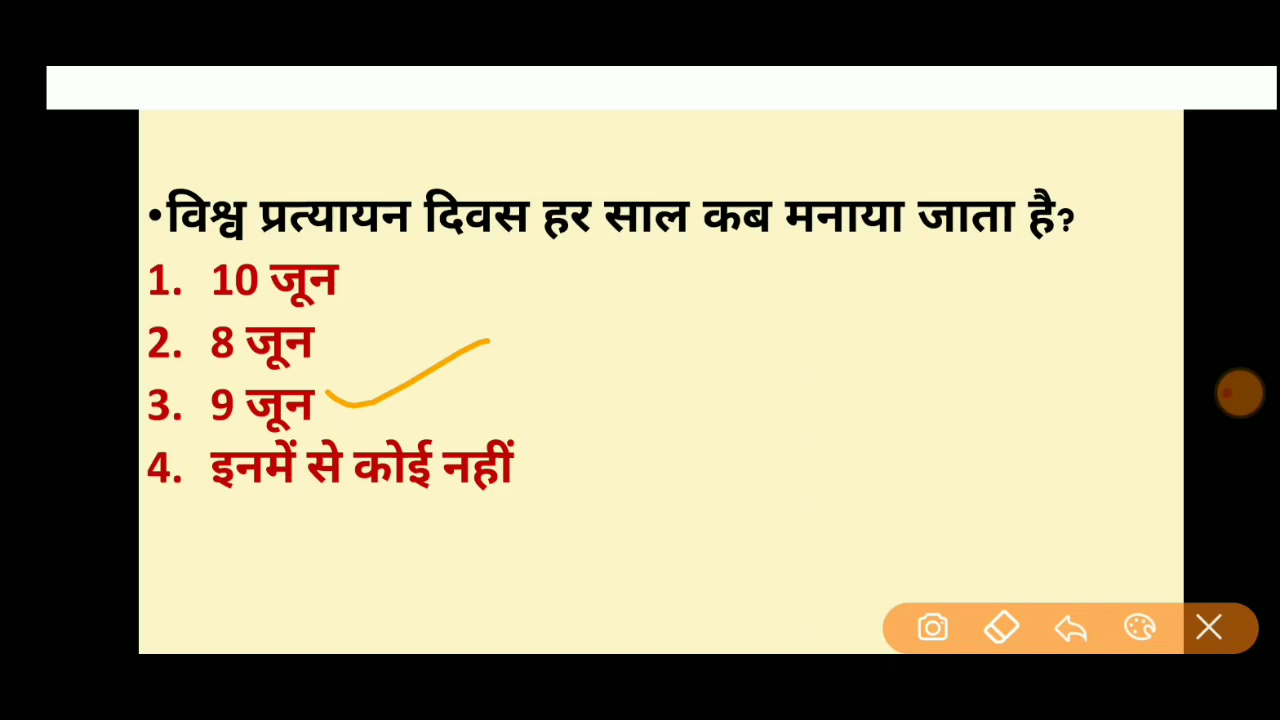 •विश्व प्रत्यायन दिवस हर साल कब मनाया जाता है?
1. 10 जून
2. 8 जून
3. 9 जून
4. इनमें से कोई नहीं